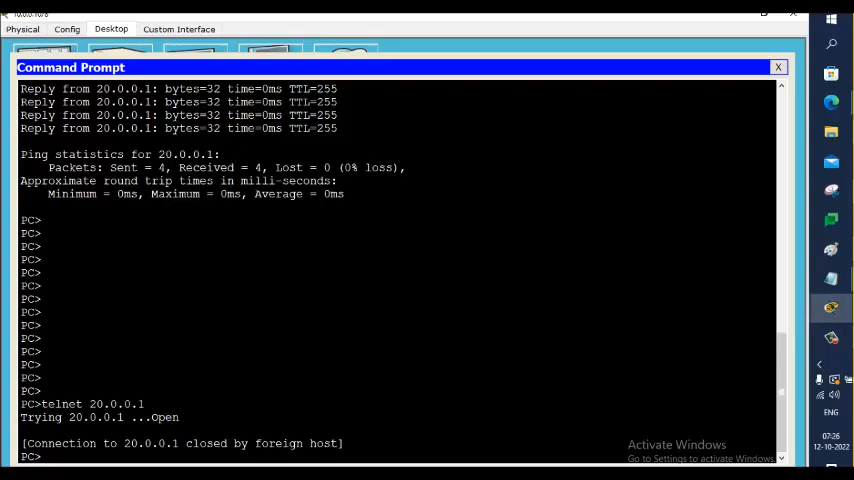 10.0.0.10/8
Physical Config Desktop Custom Interface
Command Prompt X
Reply from 20.0.0.1: bytes=32 time=0ms TTL=255
Reply from 20.0.0.1: bytes=32 time=0ms TTL=255
Reply from 20.0.0.1: bytes=32 time=0ms TTL=255
Reply from 20.0.0.1: bytes=32 time=0ms TTL=255
Ping statistics for 20.0.0.1:
Packets: Sent = 4, Received = 4, Lost = 0 (0% loss),
Approximate round trip times in milli-seconds:
Minimum = 0ms, Maximum = 0ms, Average = 0ms
PC>
PC>
PC>
PC>
PC>
PC>
PC>
PC>
PC>
PC>
PC>
PC>
PC>
PC>
PC>telnet 20.0.0.1
Trying 20.0.0.1 ...Open
[Connection to 20.0.0.1 closed by foreign host]
PC>
Activate Windows
Go to Settings to activate Windows.
ENG
07:26
12-10-2022